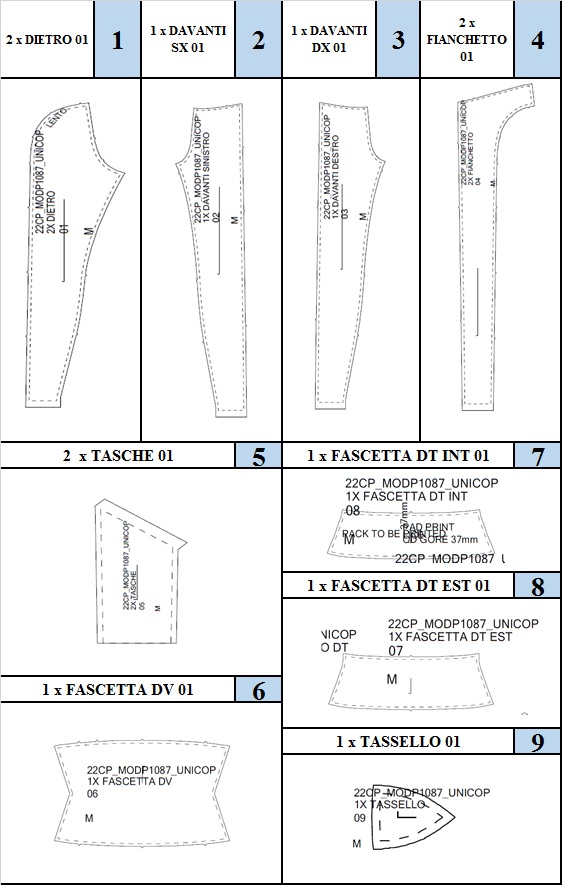 2 x DIETRO 01
1
1 x DAVANTI
SX 01
2
1 x DAVANTI
DX 01
3
2 x
FIANCHETTO
01
4
LENTO
22CP_MODP1087_UNICOP
2X DIETRO
01
M
22CP_MODP1087_UNICOP
1X DAVANTI SINISTRO
02
M
22CP_MODP1087_UNICOP
1X DAVANTI DESTRO
03
M
22CP_MODP1087_UNICOP
2X FIANCHETTO
04
M
2 x TASCHE 01
5
1 x FASCETTA DT INT 01
7
22CP_MODP1087_UNICOP
2X TASCHE
05
M
22CP_MODP1087_UNICOP
1X FASCETTA DT INT
08
37mm
PAD PRINT
PACK TO BE PRINTED
CD GORE 37mm
M
22CP_MODP1087_U
1 x FASCETTA DT EST 01
8
22CP_MODP1087_UNICOP
1X FASCETTA DT EST
07
NICOP
O DT
M
1 x FASCETTA DV 01
6
22CP_MODP1087_UNICOP
1X FASCETTA DV
06
M
1 x TASSELLO 01
9
22CP_MODP1087_UNICOP
1X TASSELLO
09
M